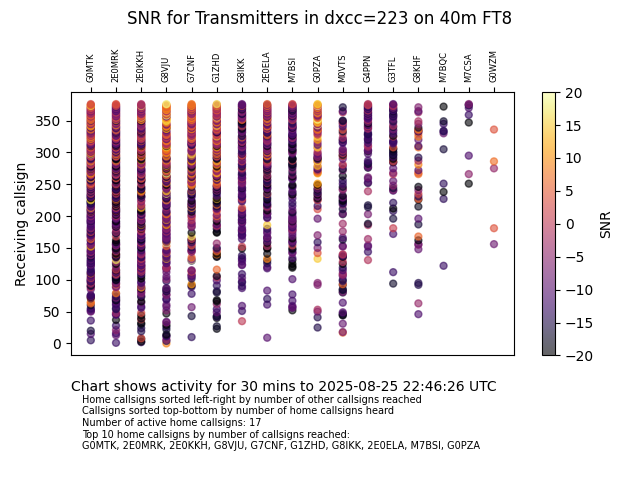 SNR for Transmitters in dxcc=223 on 40m FT8
G0MTK 2E0MRK 2E0KKH G8VJU G7CNF G1ZHD G8IKK 2E0ELA M7BSI G0PZA M0VTS G4PPN G3TFL G8KHF M7BQC M7CSA G0WZM
350
300
250
200
150
100
50
0
Receiving callsign
20
15
10
5
0
−5
−10
−15
−20
SNR
Chart shows activity for 30 mins to 2025-08-25 22:46:26 UTC
Home callsigns sorted left-right by number of other callsigns reached
Callsigns sorted top-bottom by number of home callsigns heard
Number of active home callsigns: 17
Top 10 home callsigns by number of callsigns reached:
G0MTK, 2E0MRK, 2E0KKH, G8VJU, G7CNF, G1ZHD, G8IKK, 2E0ELA, M7BSI, G0PZA